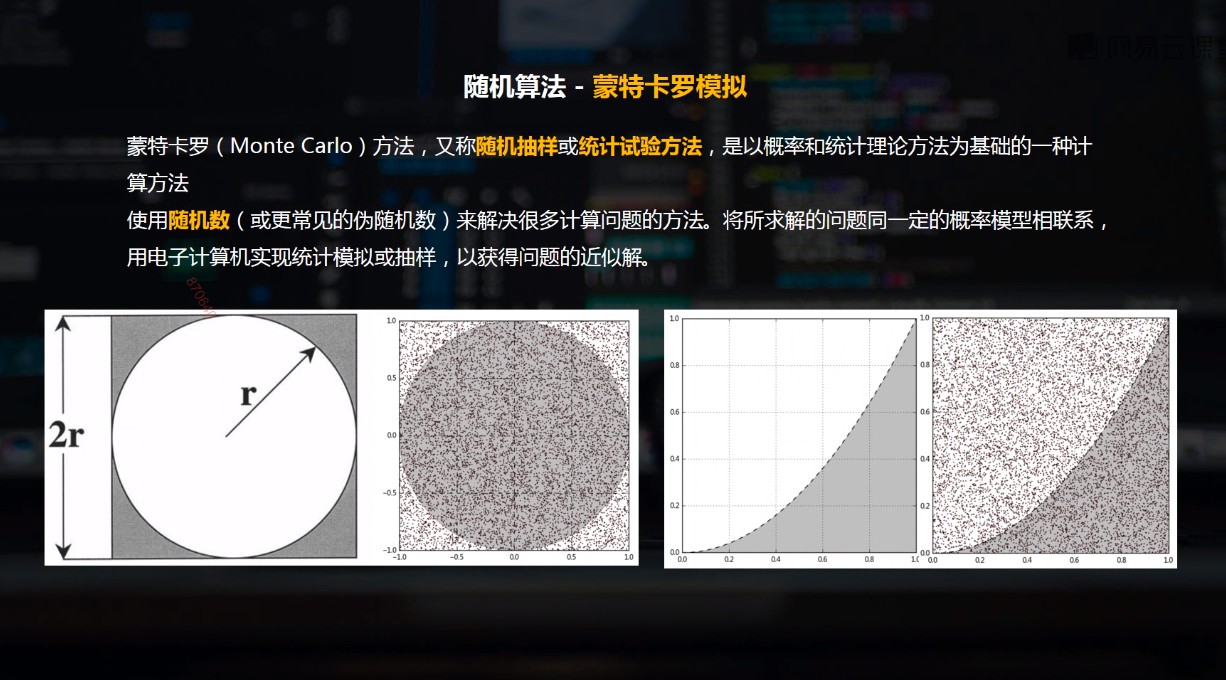 随机算法 - 蒙特卡罗模拟
蒙特卡罗（Monte Carlo）方法，又称随机抽样或统计试验方法，是以概率和统计理论方法为基础的一种计
算方法
使用随机数（或更常见的伪随机数）来解决很多计算问题的方法。将所求解的问题同一定的概率模型相联系，
用电子计算机实现统计模拟或抽样，以获得问题的近似解。
2r
r
1.0
0.5
0.0
−0.5
−1.0
−1.0 −0.5 0.0 0.5 1.0
1.0
0.8
0.6
0.4
0.2
0.0
0.0 0.2 0.4 0.6 0.8 1.0
1.0
0.8
0.6
0.4
0.2
0.0
0.0 0.2 0.4 0.6 0.8 1.0